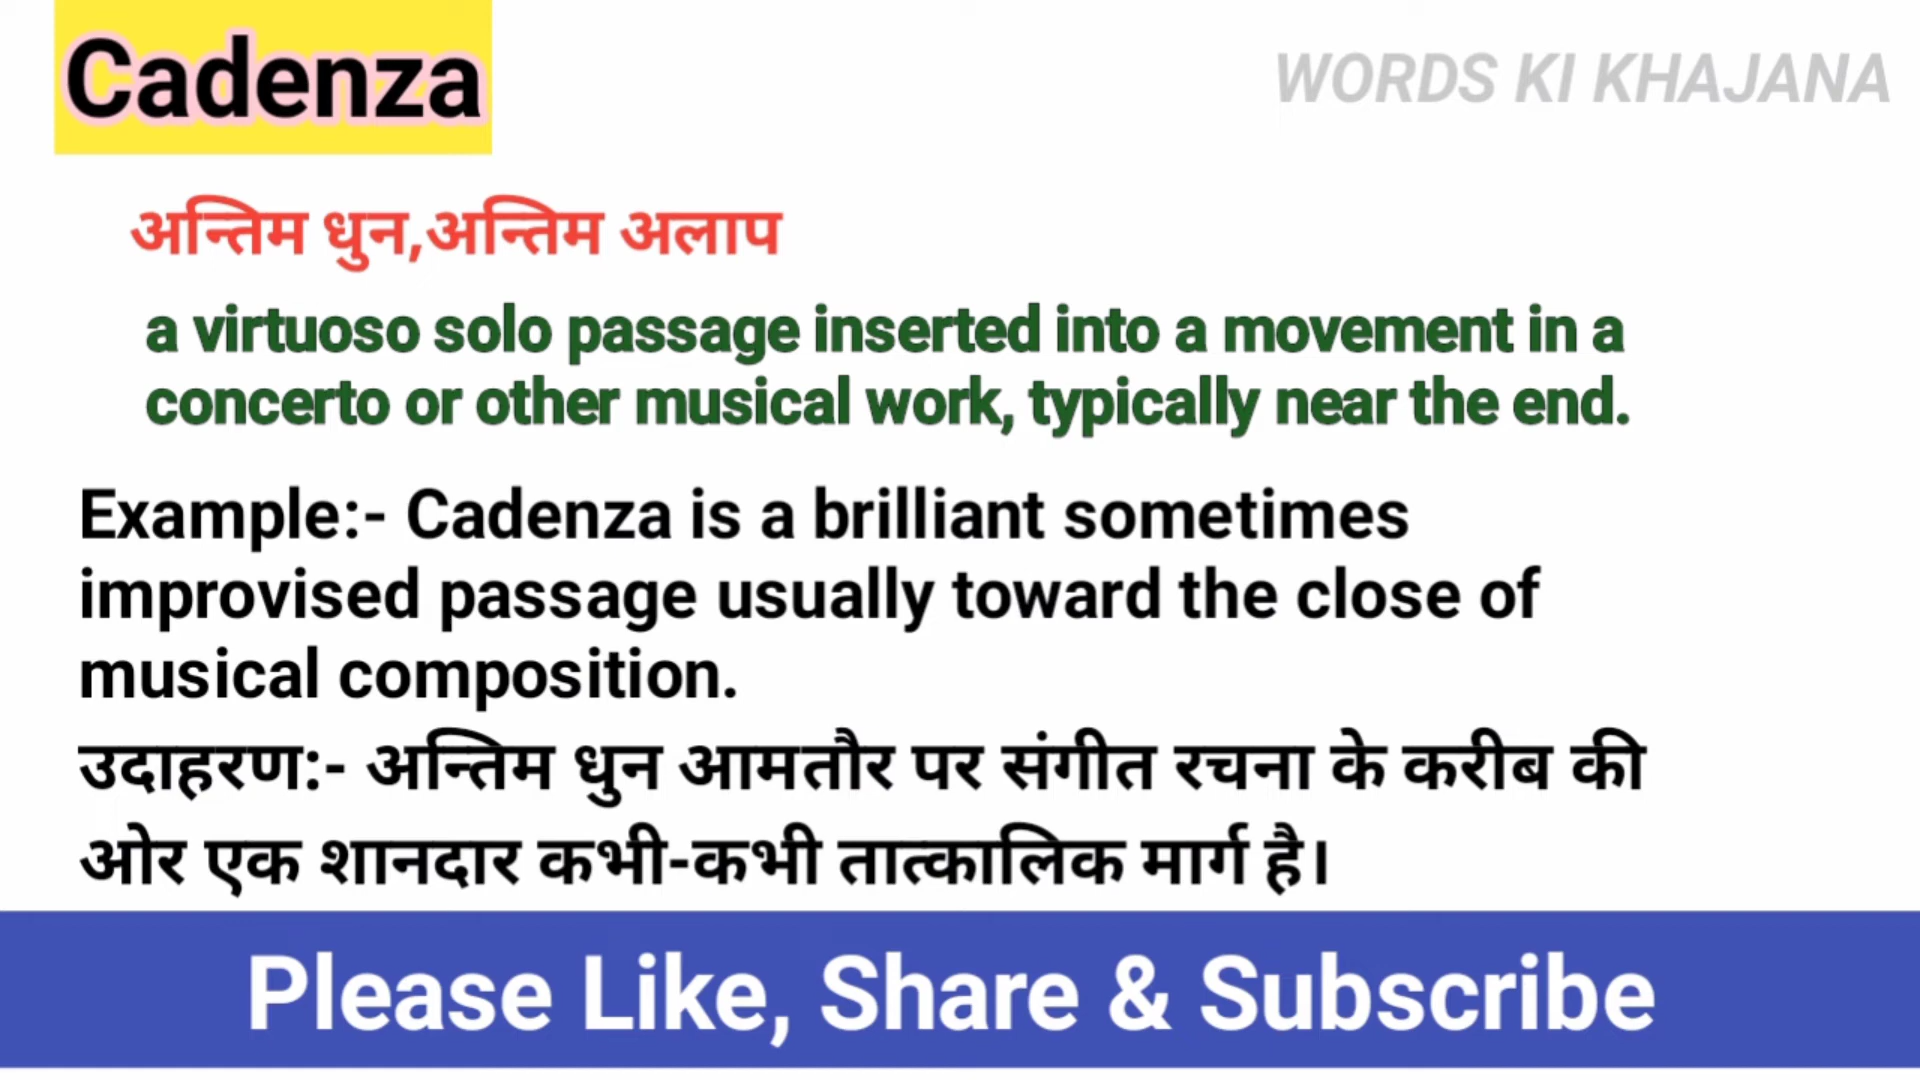 Cadenza
WORDS KI KHAJANA
अन्तिम धुन,अन्तिम अलाप
a virtuoso solo passage inserted into a movement in a
concerto or other musical work, typically near the end.
Example:- Cadenza is a brilliant sometimes
improvised passage usually toward the close of
musical composition.
उदाहरण:- अन्तिम धुन आमतौर पर संगीत रचना के करीब की
ओर एक शानदार कभी-कभी तात्कालिक मार्ग है।
Please Like, Share & Subscribe